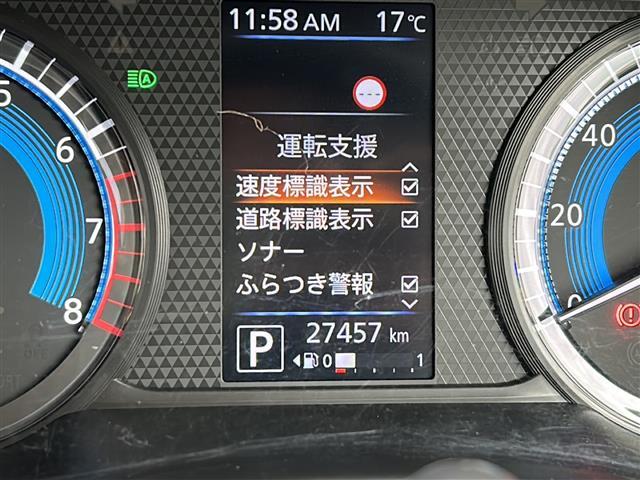 11:58 AM 17℃
運転支援
速度標識表示
道路標識表示
ソナー
ふらつき警報
P 27457 km
0 1
5
6
7
8
40
20
0
A